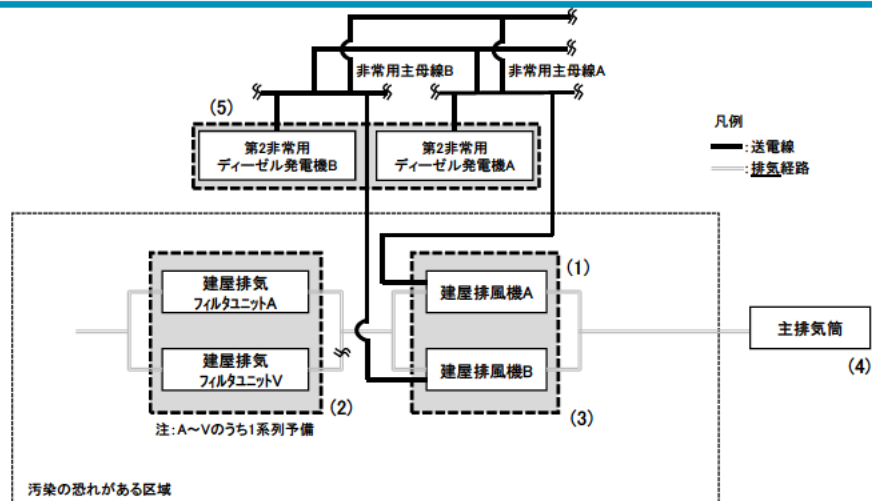 非常用主母線B
非常用主母線A
(5)
第2非常用
ディーゼル発電機B
第2非常用
ディーゼル発電機A
凡例
:送電線
:排気経路
建屋排気
フィルタユニットA
建屋排気
フィルタユニットV
(2)
注:A～Vのうち1系列予備
(1)
建屋排風機A
建屋排風機B
(3)
主排気筒
(4)
汚染の恐れがある区域